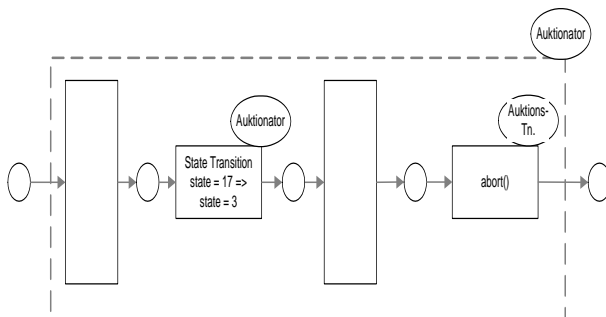 Auktionator
Auktionator
Auktions-
Tn.
State Transition
state = 17 =>
state = 3
abort()